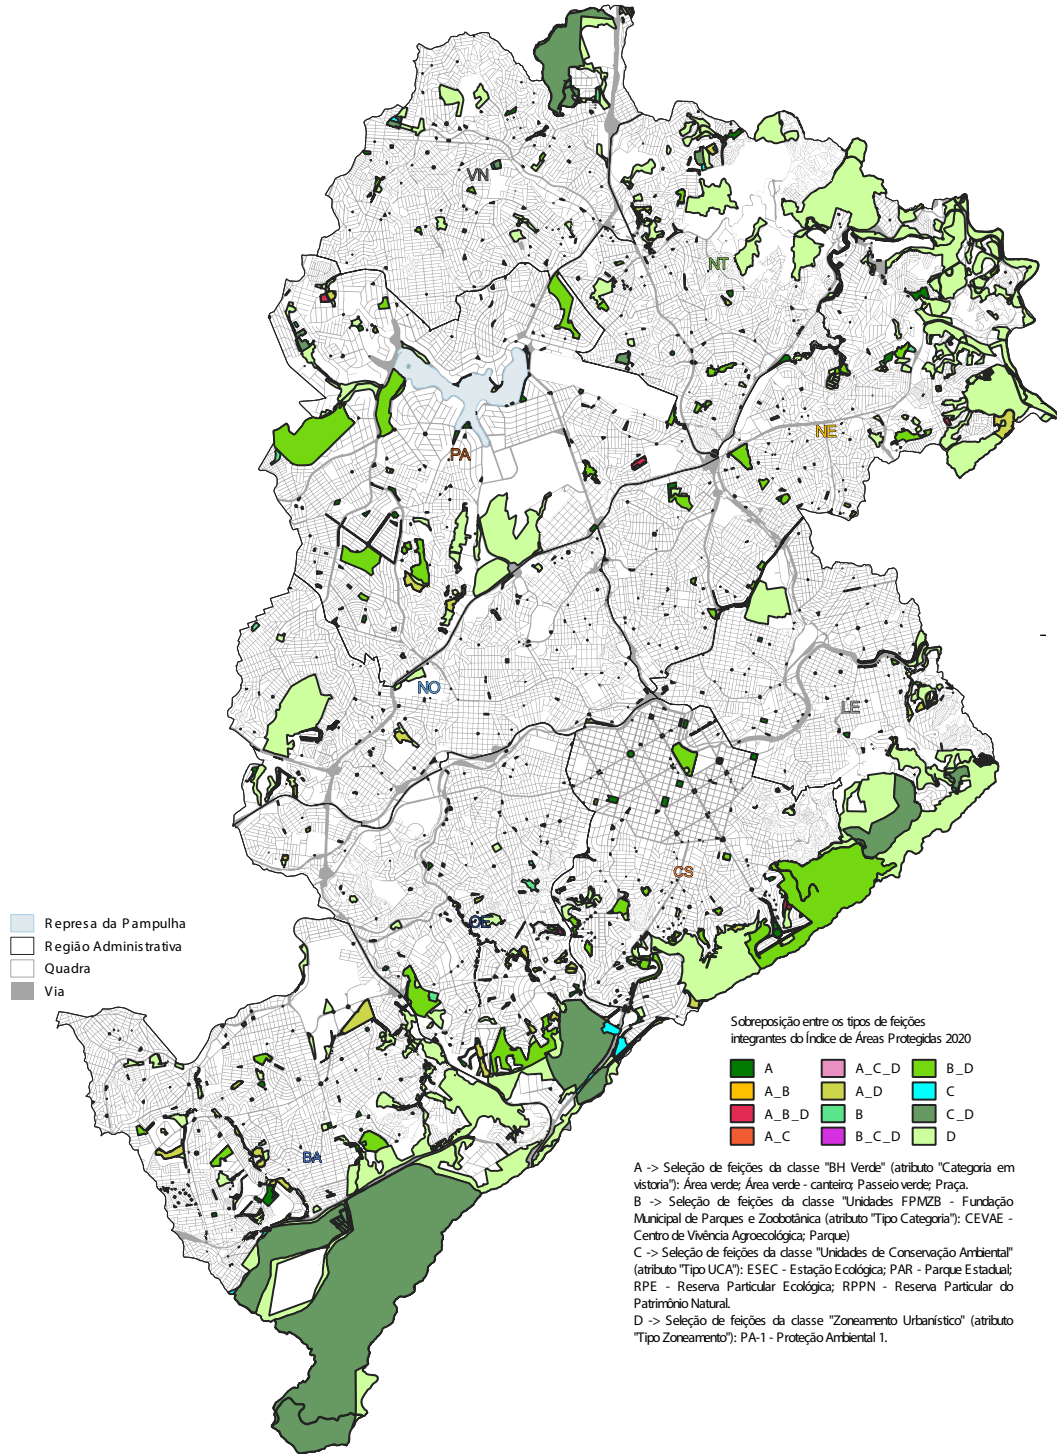 VN
NT
NE
PA
NO
LE
CS
OE
BA
Represa da Pampulha
Região Administrativa
Quadra
Via
Sobreposição entre os tipos de feições
integrantes do Índice de Áreas Protegidas 2020
A A_C_D B_D
A_B A_D C
A_B_D B C_D
A_C B_C_D D
A -> Seleção de feições da classe "BH Verde" (atributo "Categoria em
vistoria"): Área verde; Área verde - canteiro; Passeio verde; Praça.
B -> Seleção de feições da classe "Unidades FPMZB - Fundação
Municipal de Parques e Zoobotânica (atributo "Tipo Categoria"): CEVAE -
Centro de Vivência Agroecológica; Parque)
C -> Seleção de feições da classe "Unidades de Conservação Ambiental"
(atributo "Tipo UCA"): ESEC - Estação Ecológica; PAR - Parque Estadual;
RPE - Reserva Particular Ecológica; RPPN - Reserva Particular do
Patrimônio Natural.
D -> Seleção de feições da classe "Zoneamento Urbanístico" (atributo
"Tipo Zoneamento"): PA-1 - Proteção Ambiental 1.